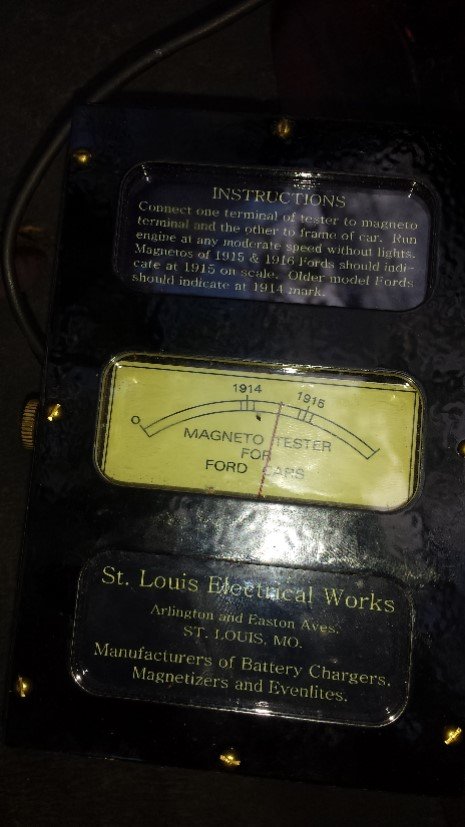 INSTRUCTIONS
Connect one terminal of tester to magneto
terminal and the other to frame of car. Run
engine at any moderate speed without lights.
Magnetos of 1915 & 1916 Fords should indi-
cate at 1915 on scale. Older model Fords
should indicate at 1914 mark.
1914
1915
O
MAGNETO TESTER
FOR
FORD CARS
St. Louis Electrical Works
Arlington and Easton Aves.
ST. LOUIS, MO.
Manufacturers of Battery Chargers,
Magnetizers and Evenlites.